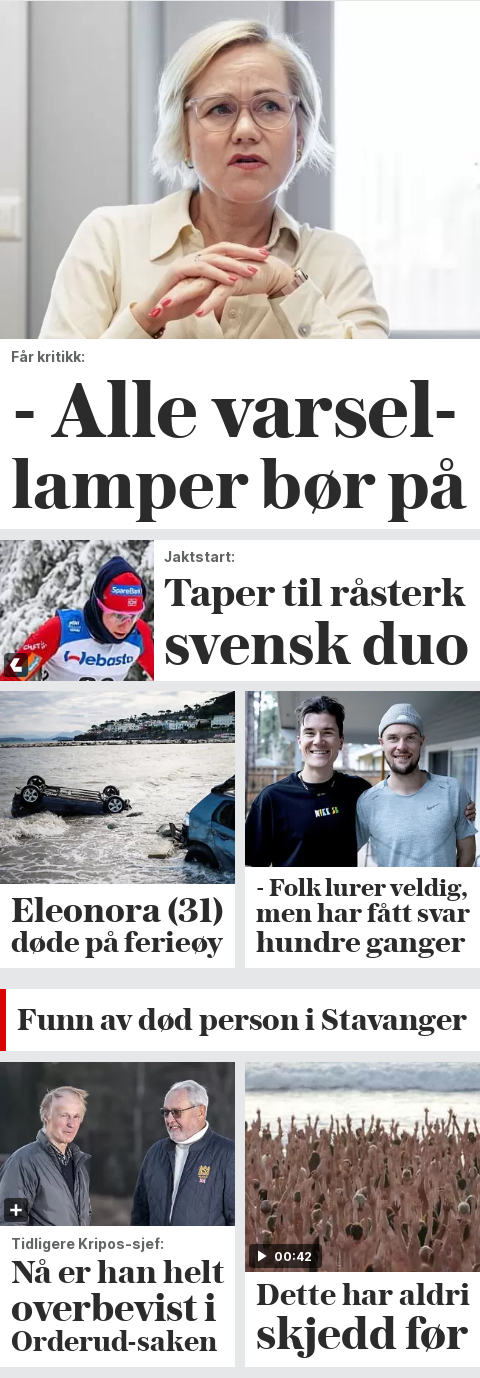 Får kritikk:
- Alle varsel-
lamper bør på
Jaktstart:
Taper til råsterk
svensk duo
SpareBank
Webasto
Eleonora (31)
døde på ferieøy
- Folk lurer veldig,
men har fått svar
hundre ganger
Funn av død person i Stavanger
Tidligere Kripos-sjef:
Nå er han helt
overbevist i
Orderud-saken
00:42
Dette har aldri
skjedd før